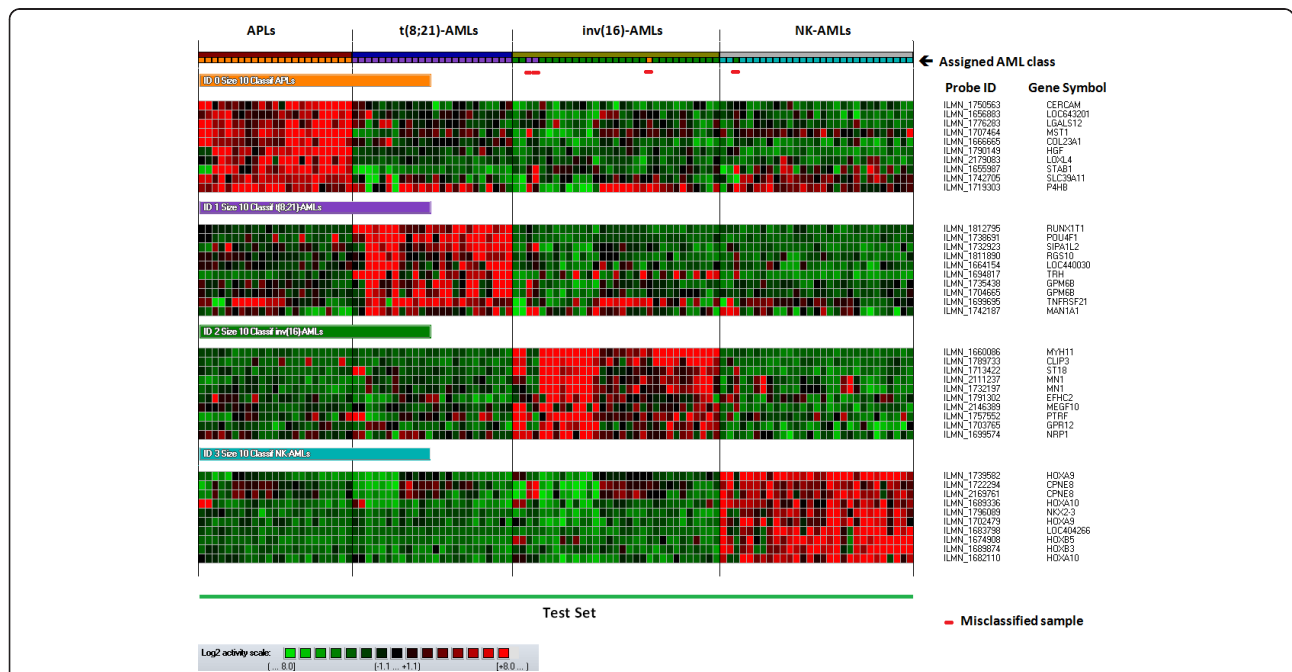 APLs t(8;21)-AMLs inv(16)-AMLs NK-AMLs
Assigned AML class
ID 0 Size 10 Classif APLs
Probe ID Gene Symbol
ILMN_1750563 CERCAM
ILMN_1656883 LOC643201
ILMN_1776283 LGALS12
ILMN_1707464 MST1
ILMN_1666665 COL23A1
ILMN_1790149 HGF
ILMN_2179083 LOXL4
ILMN_1655987 STAB1
ILMN_1742705 SLC39A11
ILMN_1719303 P4HB
ID 1 Size 10 Classif t(8;21)-AMLs
ILMN_1812795 RUNX1T1
ILMN_1738691 POU4F1
ILMN_1732923 SIPA1L2
ILMN_1811890 RGS10
ILMN_1664154 LOC440030
ILMN_1694817 TRH
ILMN_1735438 GPM6B
ILMN_1704665 GPM6B
ILMN_1699695 TNFRSF21
ILMN_1742187 MAN1A1
ID 2 Size 10 Classif inv(16)-AMLs
ILMN_1660086 MYH11
ILMN_1789733 CLIP3
ILMN_1713422 ST18
ILMN_2111237 MN1
ILMN_1732197 MN1
ILMN_1791302 EFHC2
ILMN_2146389 MEGF10
ILMN_1757552 PTRF
ILMN_1703765 GPR12
ILMN_1699574 NRP1
ID 3 Size 10 Classif NK-AMLs
ILMN_1739582 HOXA9
ILMN_1722294 CPNE8
ILMN_2169761 CPNE8
ILMN_1689336 HOXA10
ILMN_1796089 NKX2-3
ILMN_1702479 HOXA9
ILMN_1683798 LOC404266
ILMN_1674908 HOXB5
ILMN_1689874 HOXB3
ILMN_1682110 HOXA10
Test Set
Misclassified sample
Log2 activity scale:
( ... 8.0] (-1.1 ... +1.1) [+8.0 ... )